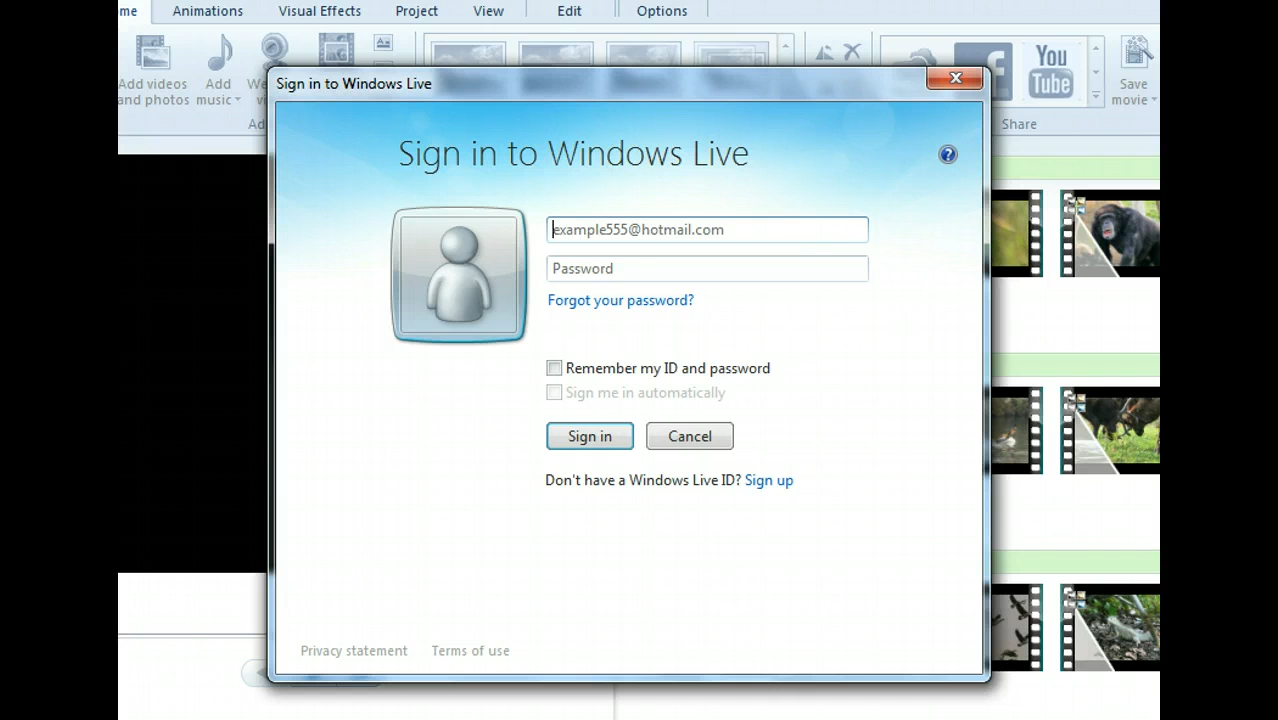 Animations
Visual Effects
Project
View
Edit
Options
Add videos
and photos
Add
music
You
Tube
Save
movie
Share
Sign in to Windows Live
Sign in to Windows Live
example555@hotmail.com
Password
Forgot your password?
Remember my ID and password
Sign me in automatically
Sign in
Cancel
Don't have a Windows Live ID? Sign up
Privacy statement
Terms of use